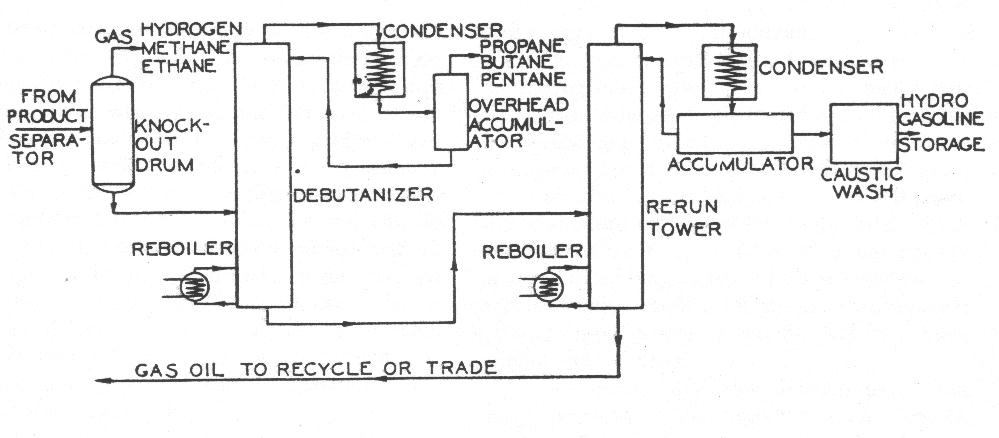 GAS
HYDROGEN
METHANE
ETHANE
FROM
PRODUCT
SEPARA-
TOR
KNOCK-
OUT
DRUM
CONDENSER
PROPANE
BUTANE
PENTANE
OVERHEAD
ACCUMUL-
ATOR
DEBUTANIZER
REBOILER
CONDENSER
ACCUMULATOR
HYDRO
GASOLINE
STORAGE
CAUSTIC
WASH
RERUN
TOWER
REBOILER
GAS OIL TO RECYCLE OR TRADE